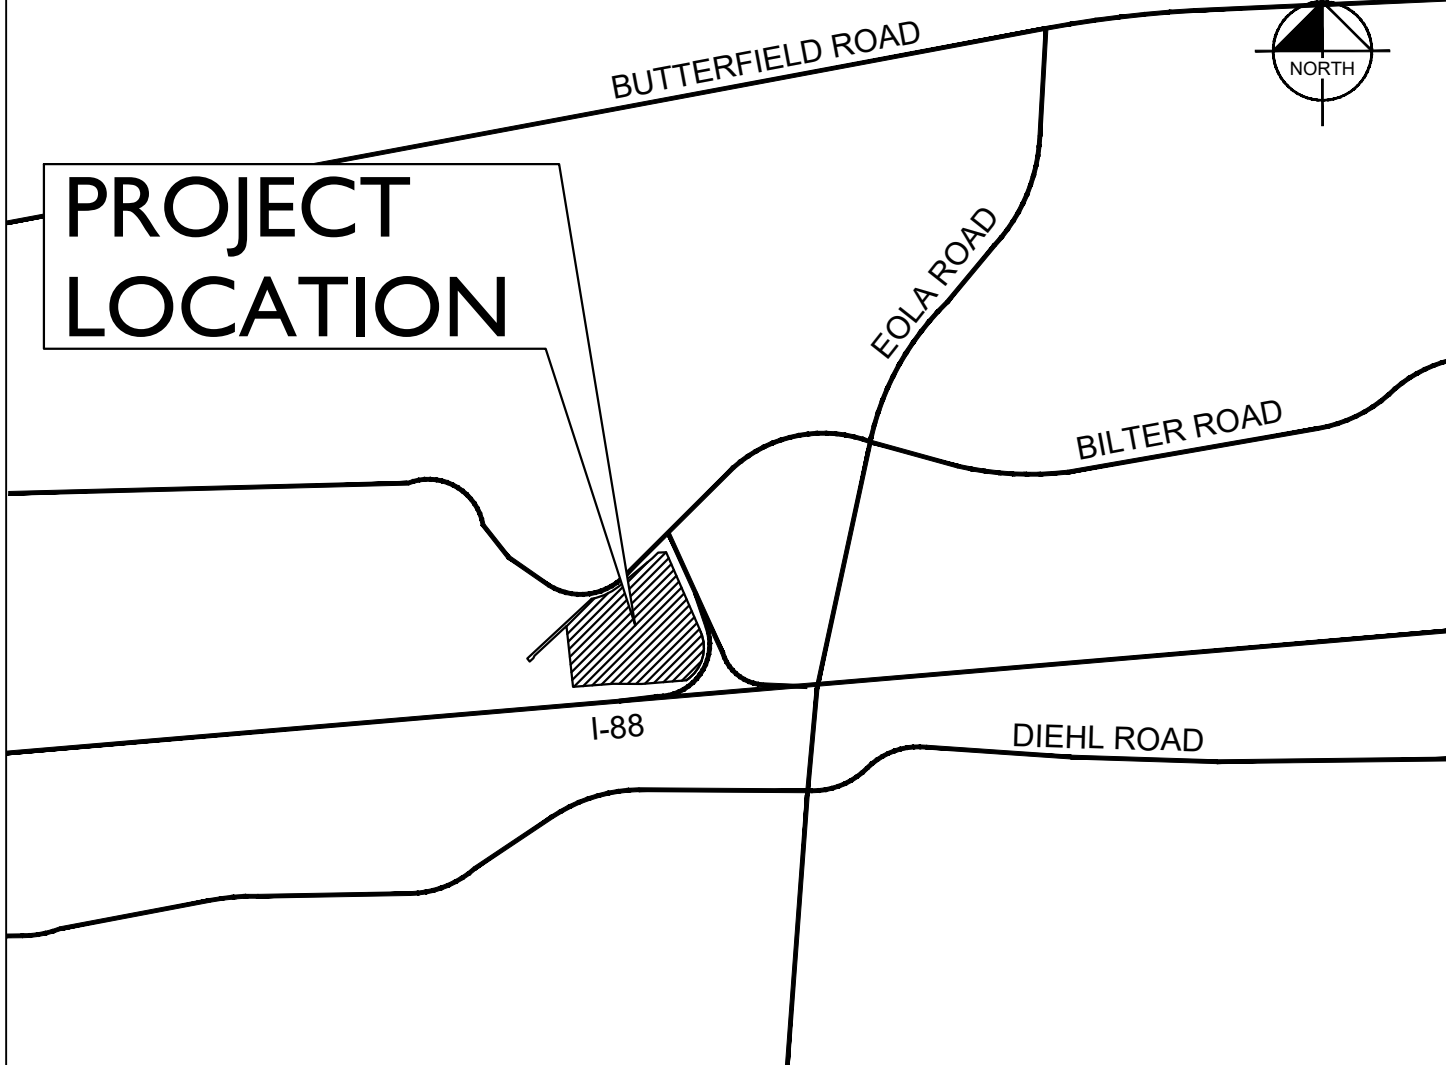 BUTTERFIELD ROAD
NORTH
PROJECT
LOCATION
EOLA ROAD
BILTER ROAD
I-88
DIEHL ROAD